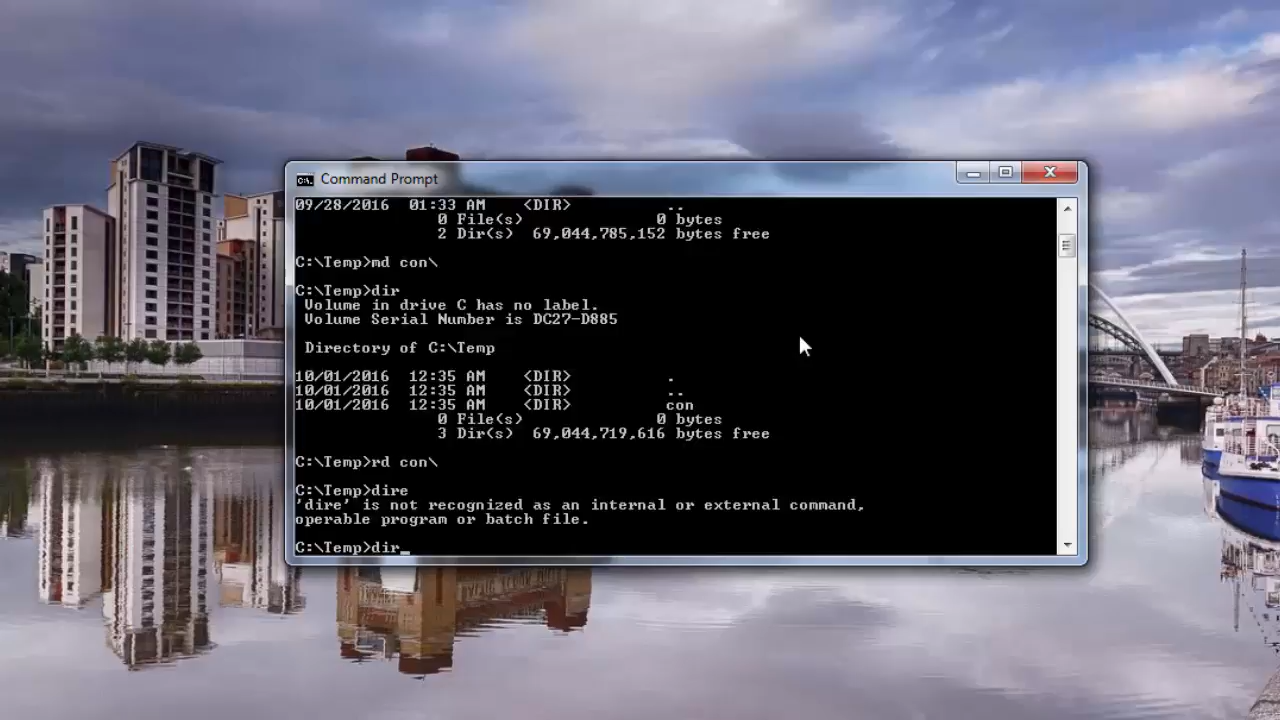 Command Prompt
09/28/2016  01:33 AM    <DIR>          ..
               0 File(s)              0 bytes
               2 Dir(s)  69,044,785,152 bytes free
C:\Temp>md con\
C:\Temp>dir
 Volume in drive C has no label.
 Volume Serial Number is DC27-D885
 Directory of C:\Temp
10/01/2016  12:35 AM    <DIR>          .
10/01/2016  12:35 AM    <DIR>          ..
10/01/2016  12:35 AM    <DIR>          con
               0 File(s)              0 bytes
               3 Dir(s)  69,044,719,616 bytes free
C:\Temp>rd con\
C:\Temp>dire
'dire' is not recognized as an internal or external command,
operable program or batch file.
C:\Temp>dir_